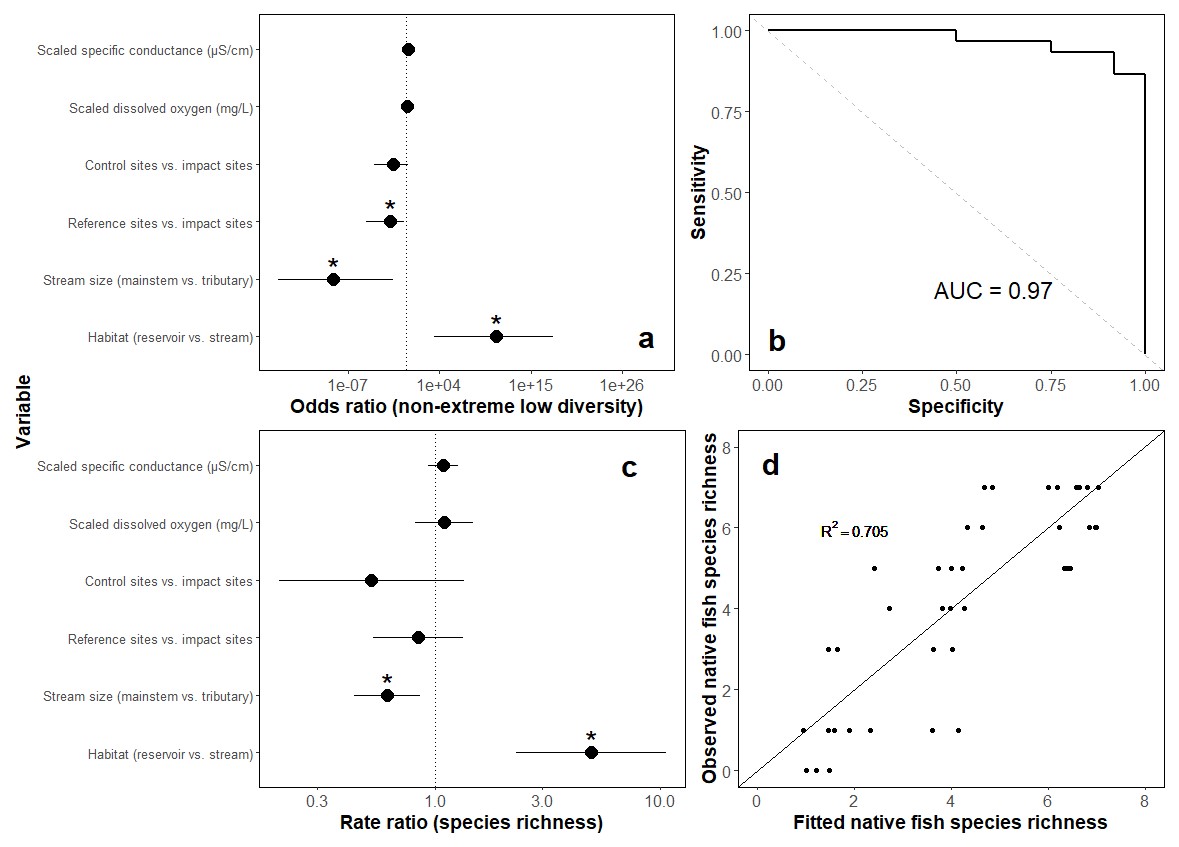 Variable
Scaled specific conductance (µS/cm)
Scaled dissolved oxygen (mg/L)
Control sites vs. impact sites
Reference sites vs. impact sites
*
Stream size (mainstem vs. tributary)
*
Habitat (reservoir vs. stream)
*
a
1e-07 1e+04 1e+15 1e+26
Odds ratio (non-extreme low diversity)
Sensitivity
1.00
0.75
0.50
0.25
0.00
AUC = 0.97
b
0.00 0.25 0.50 0.75 1.00
Specificity
Scaled specific conductance (µS/cm)
Scaled dissolved oxygen (mg/L)
Control sites vs. impact sites
Reference sites vs. impact sites
Stream size (mainstem vs. tributary)
*
Habitat (reservoir vs. stream)
*
c
0.3 1.0 3.0 10.0
Rate ratio (species richness)
Observed native fish species richness
8
6
4
2
0
d
R² = 0.705
0 2 4 6 8
Fitted native fish species richness